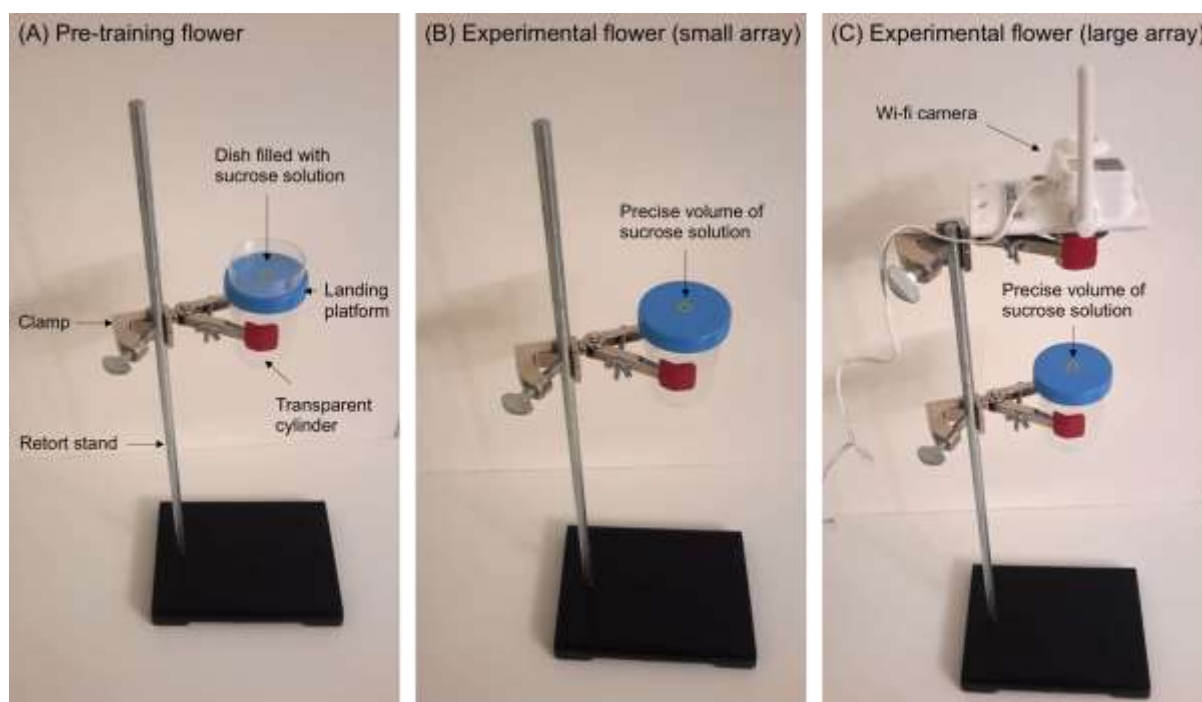 (A) Pre-training flower
Dish filled with
sucrose solution
Landing
platform
Clamp
Transparent
cylinder
Retort stand
(B) Experimental flower (small array)
Precise volume of
sucrose solution
(C) Experimental flower (large array)
Wi-fi camera
Precise volume of
sucrose solution